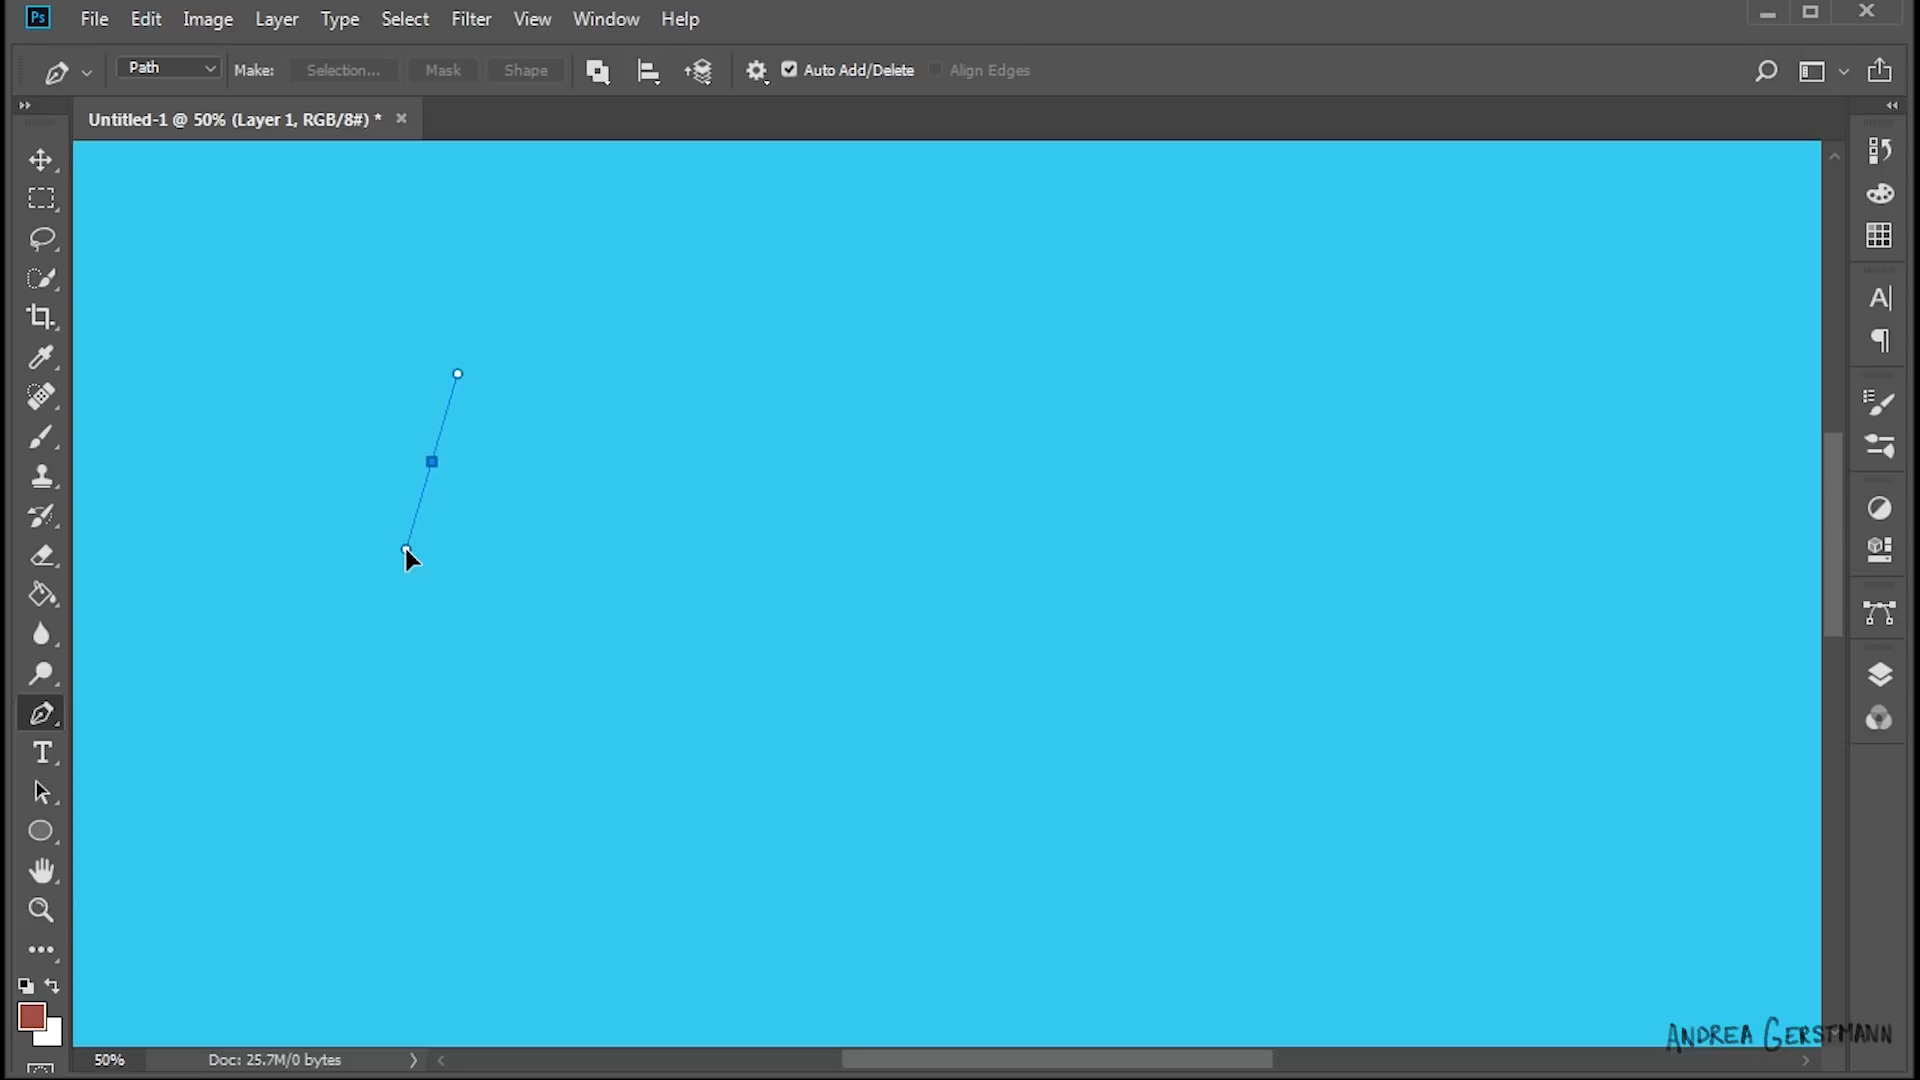 Ps File Edit Image Layer Type Select Filter View Window Help
Path Make: Selection... Mask Shape Auto Add/Delete Align Edges
Untitled-1 @ 50% (Layer 1, RGB/8#) *
50% Doc: 25.7M/0 bytes
ANDREA GERSTMANN